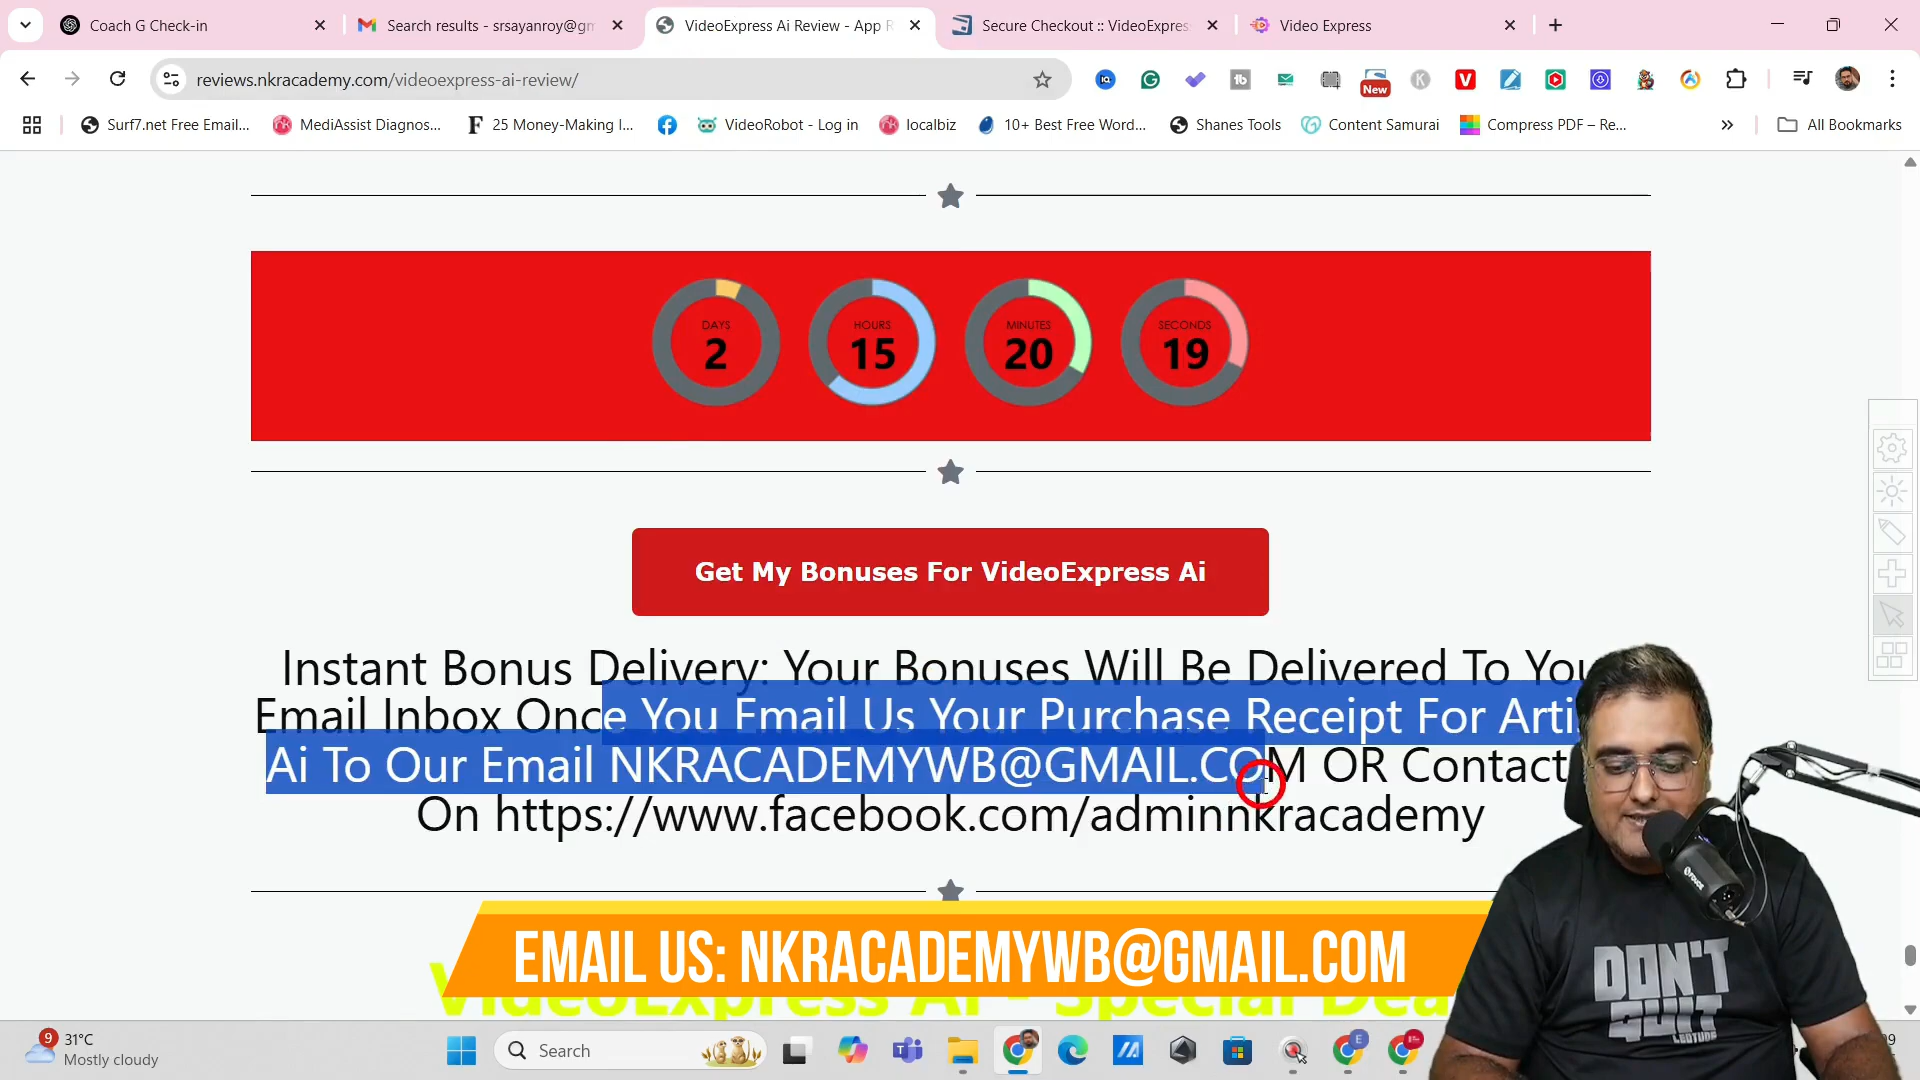 Coach G Check-in
Search results - srsayanroy@gm
VideoExpress Ai Review - App R
Secure Checkout :: VideoExpres
Video Express
reviews.nkracademy.com/videoexpress-ai-review/
New
Surf7.net Free Email...
MediAssist Diagnos...
25 Money-Making I...
VideoRobot - Log in
localbiz
10+ Best Free Word...
Shanes Tools
Content Samurai
Compress PDF – Re...
All Bookmarks
DAYS
2
HOURS
15
MINUTES
20
SECONDS
19
Get My Bonuses For VideoExpress Ai
Instant Bonus Delivery: Your Bonuses Will Be Delivered To You
Email Inbox Once You Email Us Your Purchase Receipt For Arti
Ai To Our Email NKRACADEMYWB@GMAIL.COM OR Contact
On https://www.facebook.com/adminnkracademy
EMAIL US: NKRACADEMYWB@GMAIL.COM
VideoExpress Ai - Special Dea
DON'T
QUIT
9
31°C
Mostly cloudy
Search